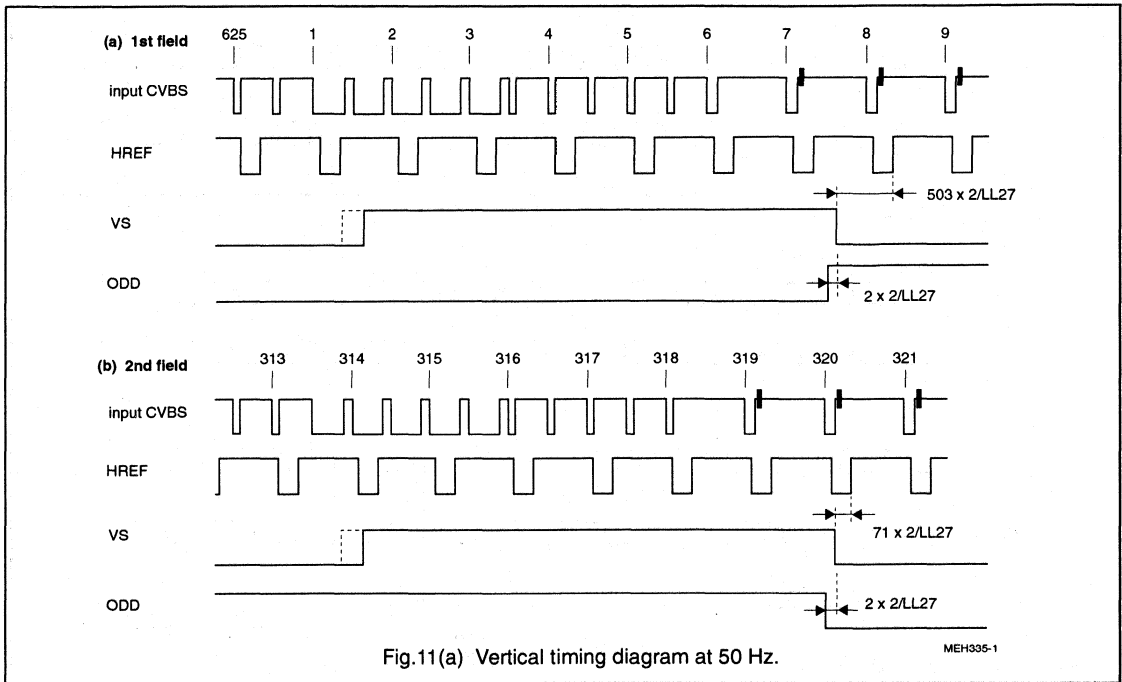 (a) 1st field 625 1 2 3 4 5 6 7 8 9
input CVBS
HREF
503 x 2/LL27
VS
ODD
2 x 2/LL27
(b) 2nd field 313 314 315 316 317 318 319 320 321
input CVBS
HREF
VS 71 x 2/LL27
ODD 2 x 2/LL27
MEH335-1
Fig.11(a) Vertical timing diagram at 50 Hz.